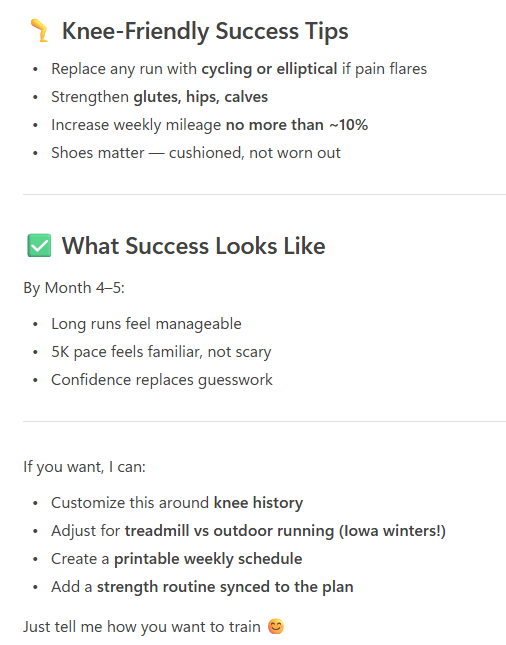 🦵 Knee-Friendly Success Tips
• Replace any run with cycling or elliptical if pain flares
• Strengthen glutes, hips, calves
• Increase weekly mileage no more than ~10%
• Shoes matter — cushioned, not worn out
✅ What Success Looks Like
By Month 4–5:
• Long runs feel manageable
• 5K pace feels familiar, not scary
• Confidence replaces guesswork
If you want, I can:
• Customize this around knee history
• Adjust for treadmill vs outdoor running (Iowa winters!)
• Create a printable weekly schedule
• Add a strength routine synced to the plan
Just tell me how you want to train 😊